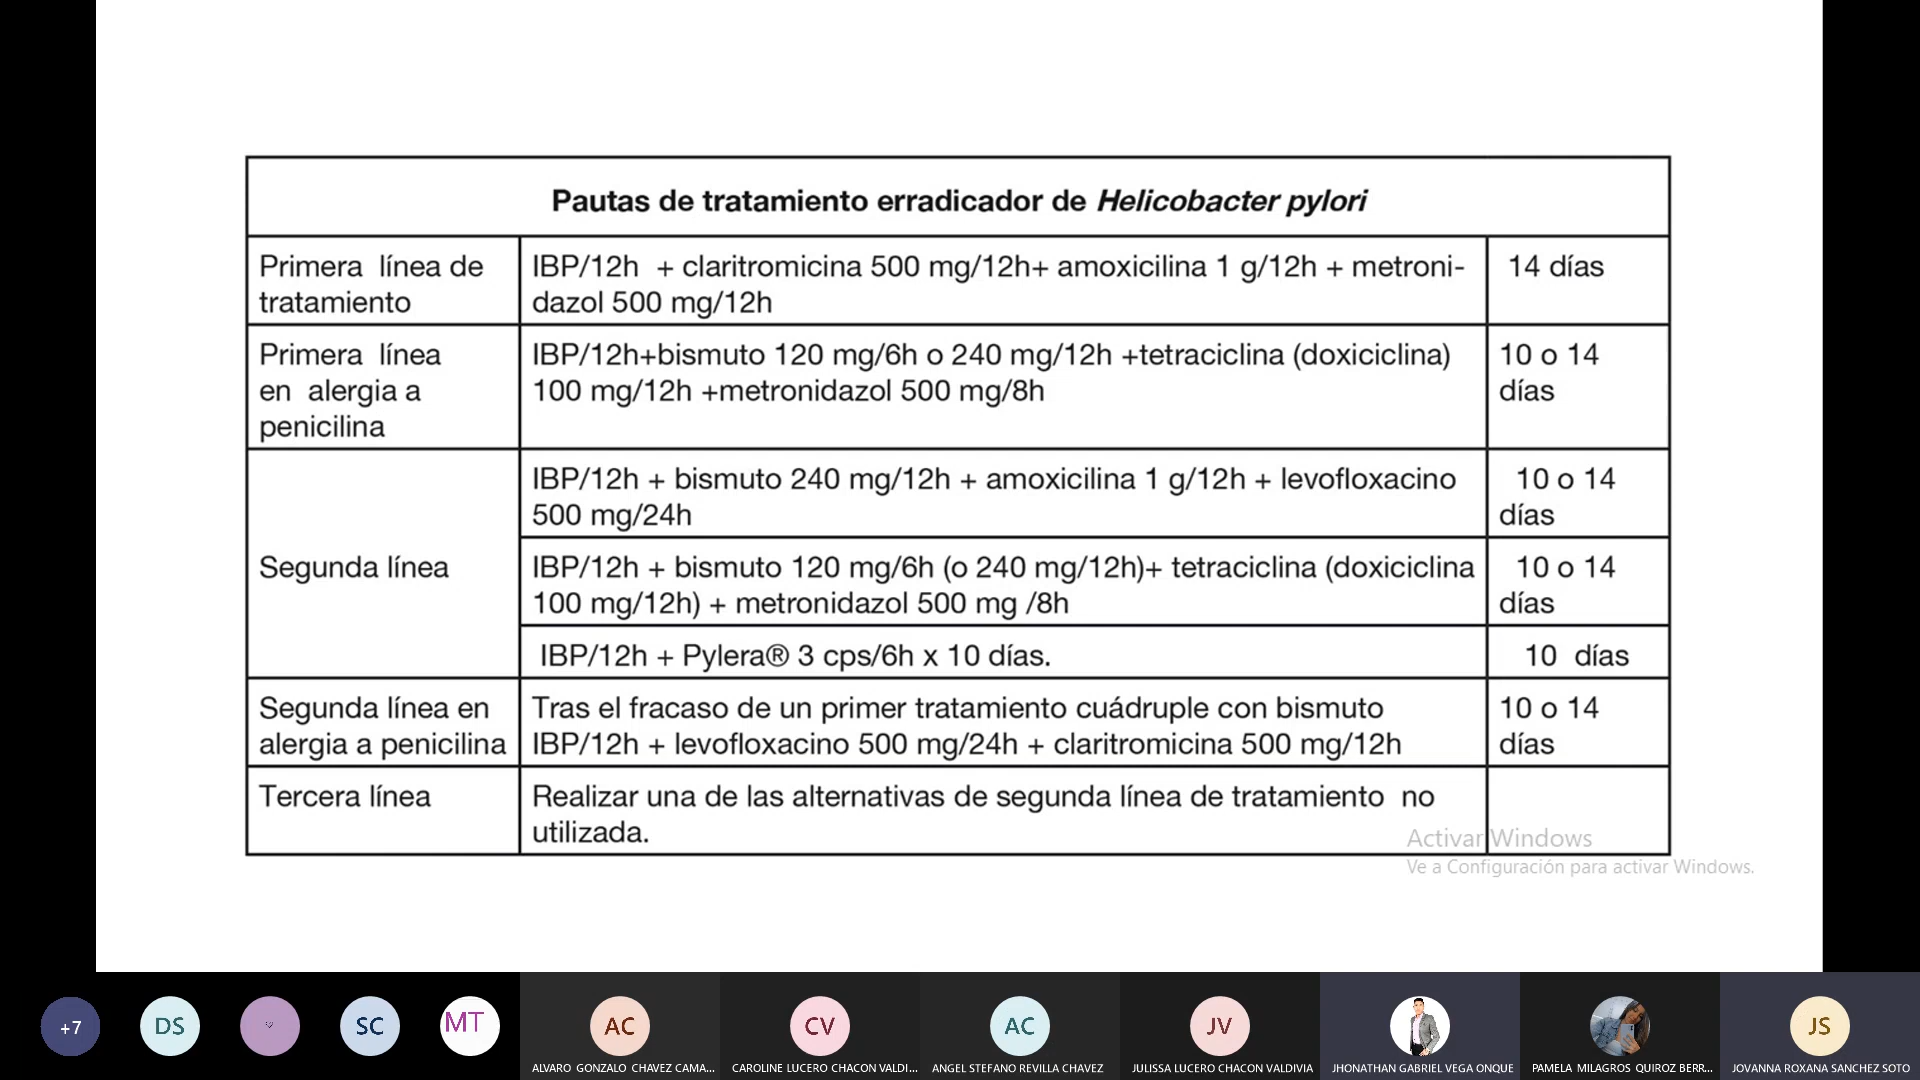 Pautas de tratamiento erradicador de Helicobacter pylori
Primera línea de
tratamiento
IBP/12h + claritromicina 500 mg/12h+ amoxicilina 1 g/12h + metroni-
dazol 500 mg/12h
14 días
Primera línea
en alergia a
penicilina
IBP/12h+bismuto 120 mg/6h o 240 mg/12h +tetraciclina (doxiciclina)
100 mg/12h +metronidazol 500 mg/8h
10 o 14
días
Segunda línea
IBP/12h + bismuto 240 mg/12h + amoxicilina 1 g/12h + levofloxacino
500 mg/24h
10 o 14
días
IBP/12h + bismuto 120 mg/6h (o 240 mg/12h)+ tetraciclina (doxiciclina
100 mg/12h) + metronidazol 500 mg /8h
10 o 14
días
IBP/12h + Pylera® 3 cps/6h x 10 días.
10 días
Segunda línea en
alergia a penicilina
Tras el fracaso de un primer tratamiento cuádruple con bismuto
IBP/12h + levofloxacino 500 mg/24h + claritromicina 500 mg/12h
10 o 14
días
Tercera línea
Realizar una de las alternativas de segunda línea de tratamiento no
utilizada.
Activar Windows
Ve a Configuración para activar Windows.
+7
DS
SC
MT
AC
CV
AC
JV
JS
ALVARO GONZALO CHAVEZ CAMA...
CAROLINE LUCERO CHACON VALDI...
ANGEL STEFANO REVILLA CHAVEZ
JULISSA LUCERO CHACON VALDIVIA
JHONATHAN GABRIEL VEGA ONQUE
PAMELA MILAGROS QUIROZ BERR...
JOVANNA ROXANA SANCHEZ SOTO